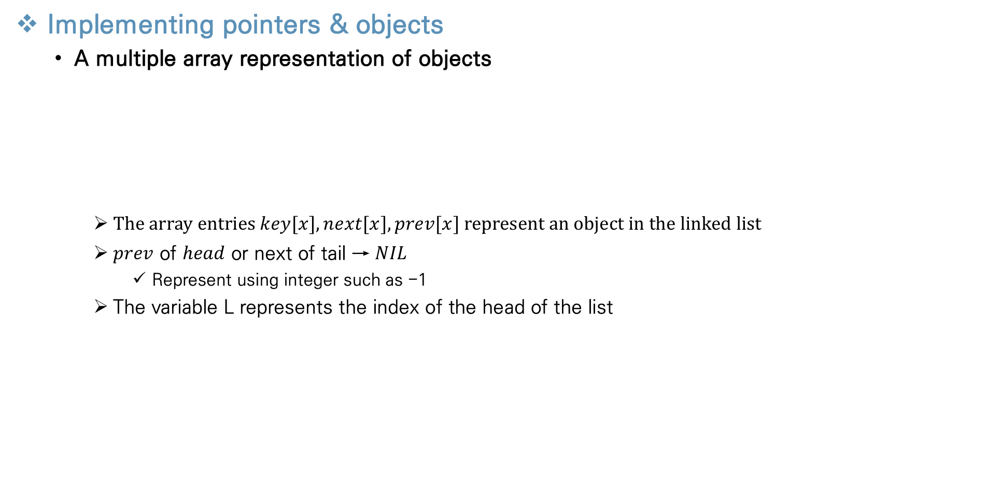 ❖ Implementing pointers & objects
• A multiple array representation of objects
➢ The array entries key[x], next[x], prev[x] represent an object in the linked list
➢ prev of head or next of tail → NIL
✓ Represent using integer such as −1
➢ The variable L represents the index of the head of the list